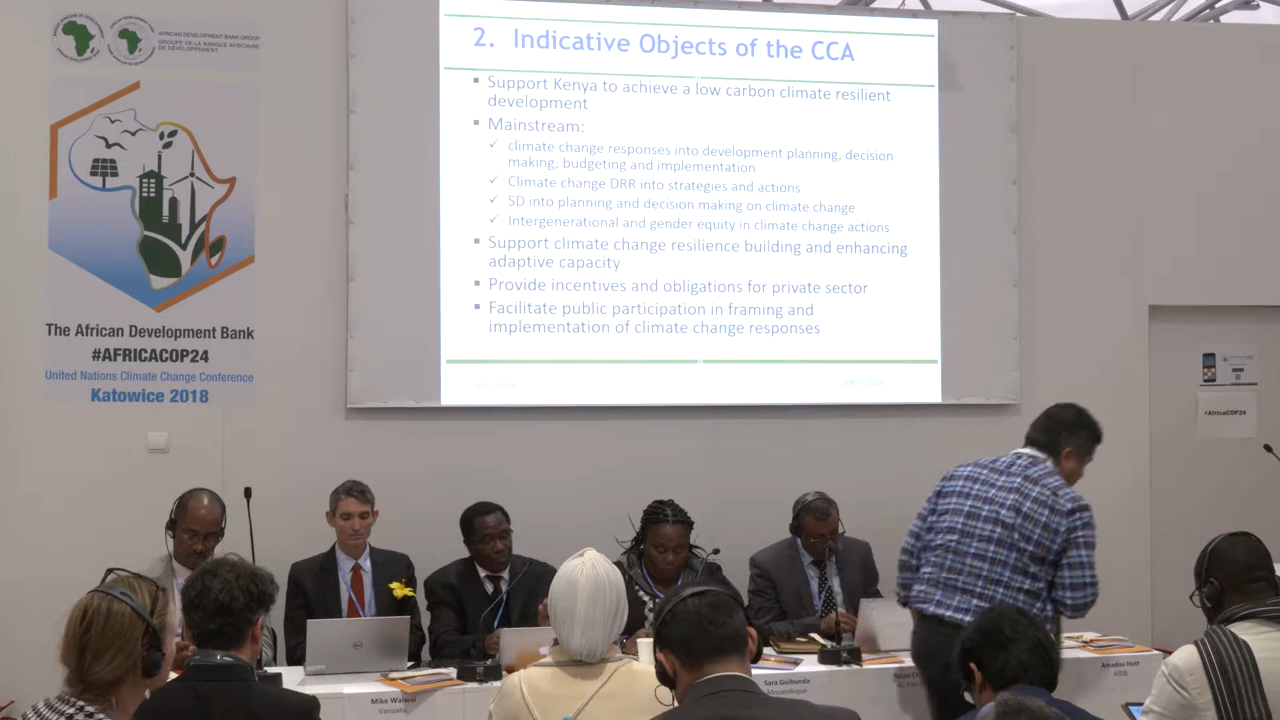 AFRICAN DEVELOPMENT BANK GROUP
GROUPE DE LA BANQUE AFRICAINE
DE DÉVELOPPEMENT
The African Development Bank
#AFRICACOP24
United Nations Climate Change Conference
Katowice 2018
2. Indicative Objects of the CCA
▪ Support Kenya to achieve a low carbon climate resilient
development
▪ Mainstream:
✓ climate change responses into development planning, decision
making, budgeting and implementation
✓ Climate change DRR into strategies and actions
✓ SD into planning and decision making on climate change
✓ Intergenerational and gender equity in climate change actions
▪ Support climate change resilience building and enhancing
adaptive capacity
▪ Provide incentives and obligations for private sector
▪ Facilitate public participation in framing and
implementation of climate change responses
#AfricaCOP24
DELL
Mike Waiwai
Vanuatu
Sara Guibunda
Mozambique
Amadou Hott
AfDB